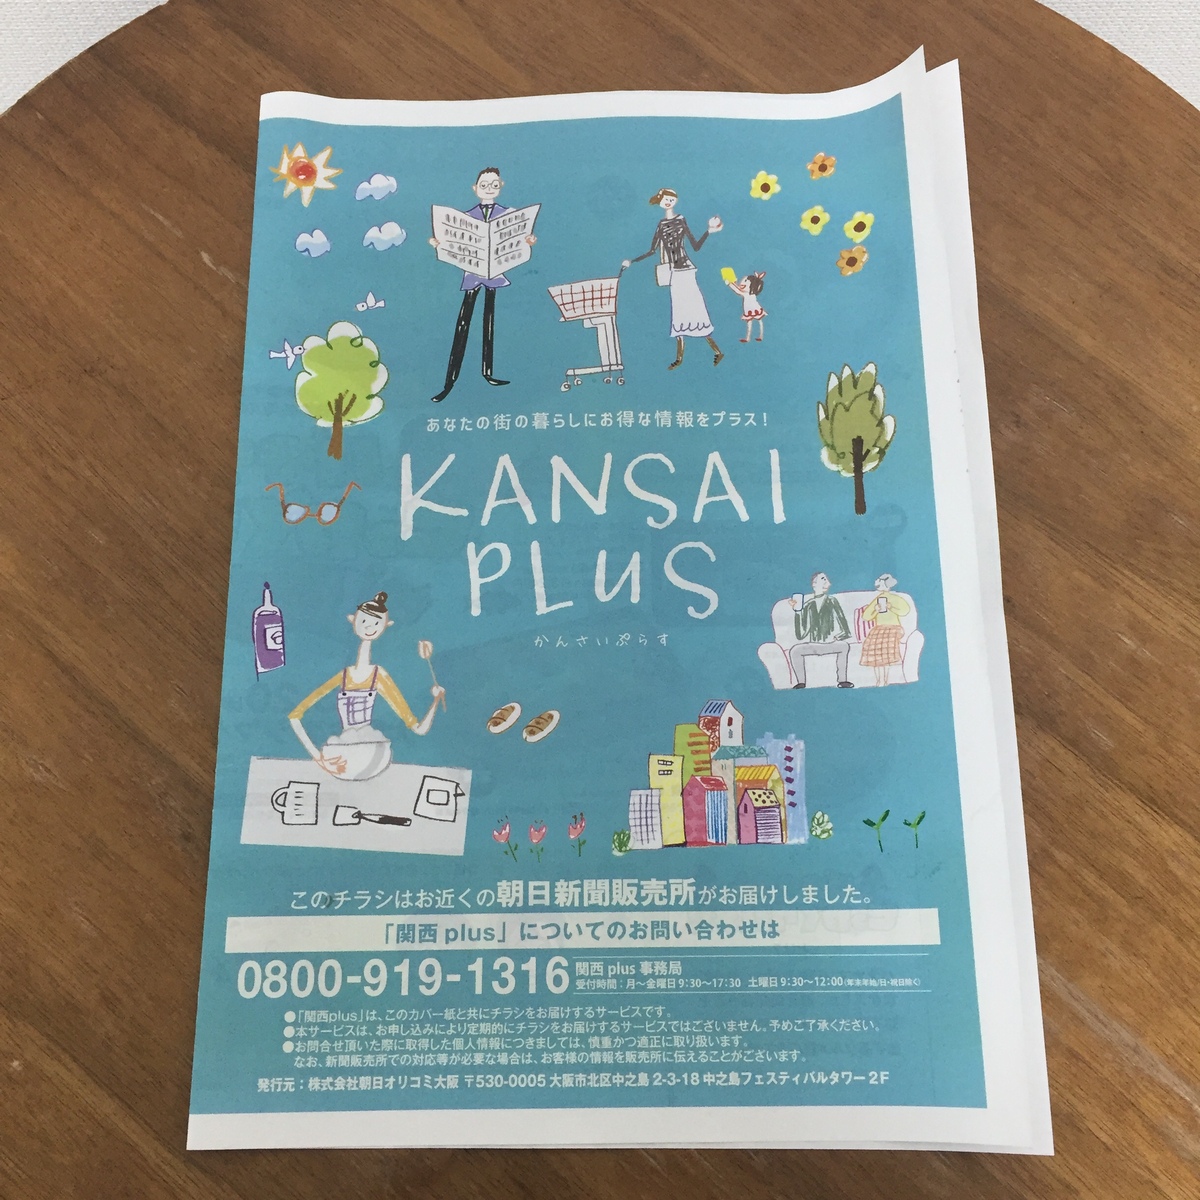 あなたの街の暮らしにお得な情報をプラス!
KANSAI
PLUS
かんさいぷらす
このチラシはお近くの朝日新聞販売所がお届けしました。
「関西 plus」についてのお問い合わせは
0800-919-1316
関西 plus 事務局
受付時間:月〜金曜日 9:30〜17:30 土曜日 9:30〜12:00(年末年始/日・祝日除く)
●「関西plus」は、このカバー紙と共にチラシをお届けするサービスです。
●本サービスは、お申し込みにより定期的にチラシをお届けするサービスではございません。予めご了承ください。
●お問合せ頂いた際に取得した個人情報につきましては、慎重かつ適正に取り扱います。
なお、新聞販売所での対応等が必要な場合は、お客様の情報を販売所に伝えることがございます。
発行元:株式会社朝日オリコミ大阪 〒530-0005 大阪市北区中之島 2-3-18 中之島フェスティバルタワー 2F